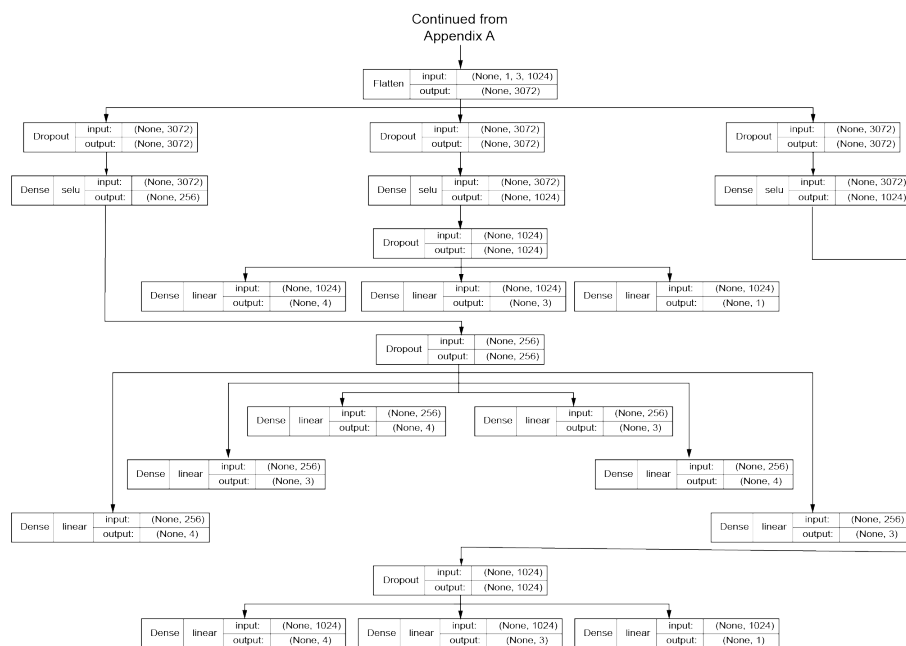 Continued from
Appendix A
Flatten input: (None, 1, 3, 1024)
output: (None, 3072)
Dropout input: (None, 3072)
output: (None, 3072)
Dropout input: (None, 3072)
output: (None, 3072)
Dropout input: (None, 3072)
output: (None, 3072)
Dense selu input: (None, 3072)
output: (None, 256)
Dense selu input: (None, 3072)
output: (None, 1024)
Dense selu input: (None, 3072)
output: (None, 1024)
Dropout input: (None, 1024)
output: (None, 1024)
Dense linear input: (None, 1024)
output: (None, 4)
Dense linear input: (None, 1024)
output: (None, 3)
Dense linear input: (None, 1024)
output: (None, 1)
Dropout input: (None, 256)
output: (None, 256)
Dense linear input: (None, 256)
output: (None, 4)
Dense linear input: (None, 256)
output: (None, 3)
Dense linear input: (None, 256)
output: (None, 3)
Dense linear input: (None, 256)
output: (None, 4)
Dense linear input: (None, 256)
output: (None, 4)
Dense linear input: (None, 256)
output: (None, 3)
Dropout input: (None, 1024)
output: (None, 1024)
Dense linear input: (None, 1024)
output: (None, 4)
Dense linear input: (None, 1024)
output: (None, 3)
Dense linear input: (None, 1024)
output: (None, 1)